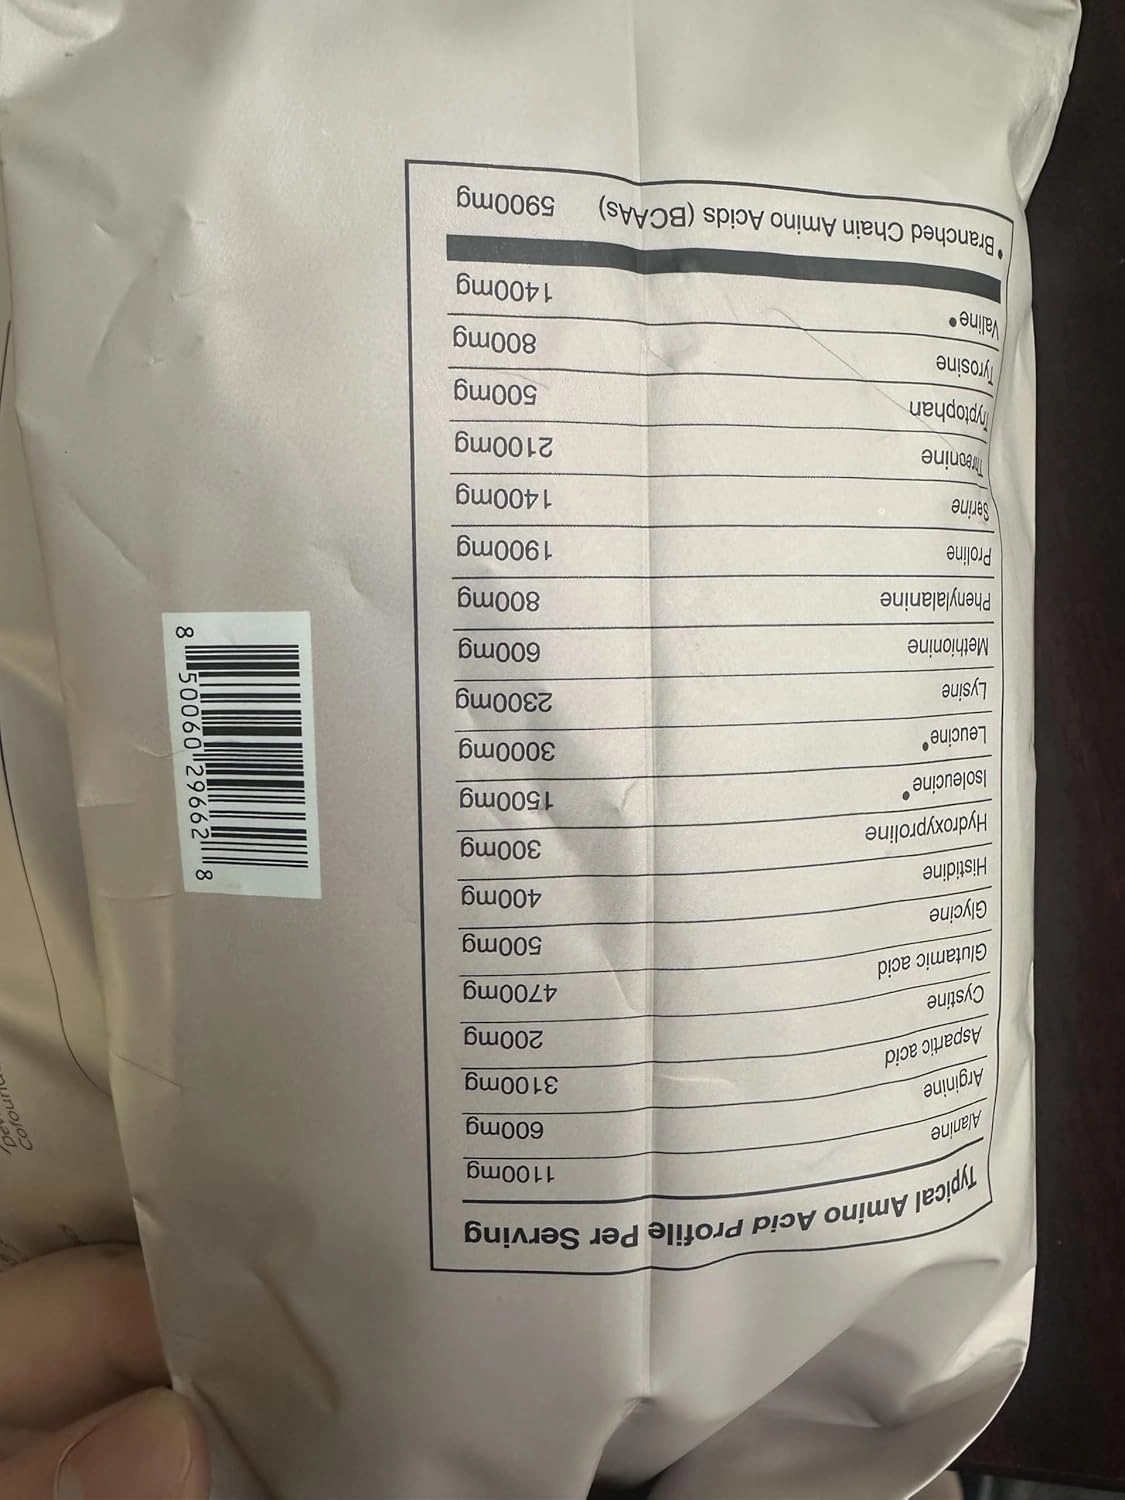 Typical Amino Acid Profile Per Serving
Alanine 1100mg
Arginine 600mg
Aspartic acid 3100mg
Cystine 200mg
Glutamic acid 4700mg
Glycine 500mg
Histidine 400mg
Hydroxyproline 300mg
Isoleucine• 1500mg
Leucine• 3000mg
Lysine 2300mg
Methionine 600mg
Phenylalanine 800mg
Proline 1900mg
Serine 1400mg
Threonine 2100mg
Tryptophan 500mg
Tyrosine 800mg
Valine• 1400mg
•Branched Chain Amino Acids (BCAAs) 5900mg
8 50060 29662 8